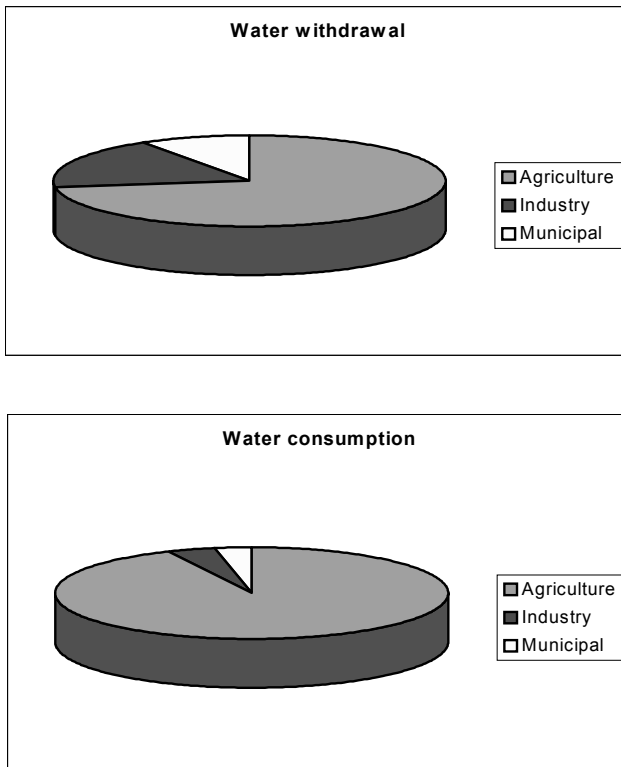 Water withdrawal
Agriculture
Industry
Municipal
Water consumption
Agriculture
Industry
Municipal